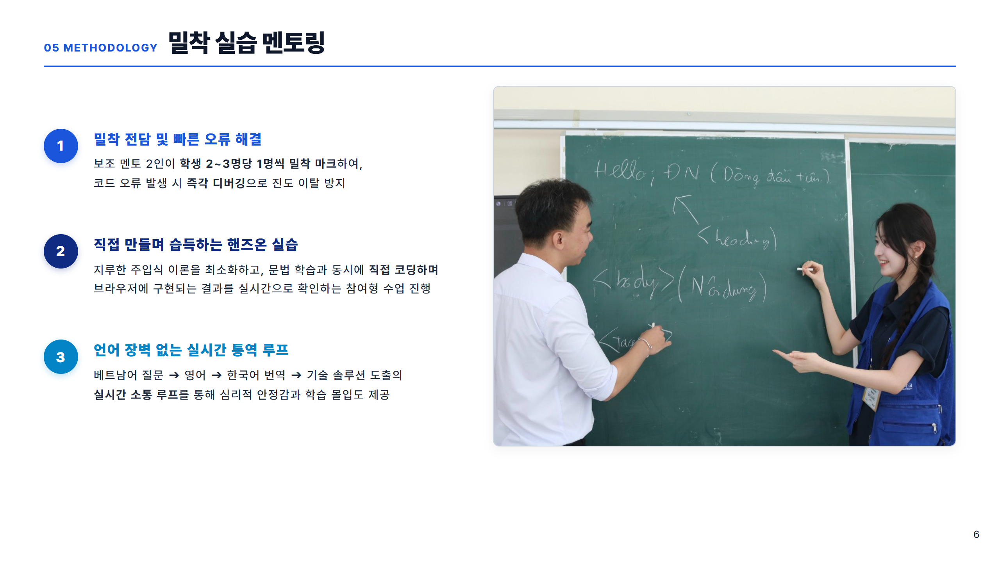 05 METHODOLOGY 밀착 실습 멘토링
1
밀착 전담 및 빠른 오류 해결
보조 멘토 2인이 학생 2~3명당 1명씩 밀착 마크하여,
코드 오류 발생 시 즉각 디버깅으로 진도 이탈 방지
2
직접 만들며 습득하는 핸즈온 실습
지루한 주입식 이론을 최소화하고, 문법 학습과 동시에 직접 코딩하며
브라우저에 구현되는 결과를 실시간으로 확인하는 참여형 수업 진행
3
언어 장벽 없는 실시간 통역 루프
베트남어 질문 ➔ 영어 ➔ 한국어 번역 ➔ 기술 솔루션 도출의
실시간 소통 루프를 통해 심리적 안정감과 학습 몰입도 제공
Hello, ĐN (Dòng đầu tiên)
<heading)
<body> (Nội dung)
<tag>
08
6